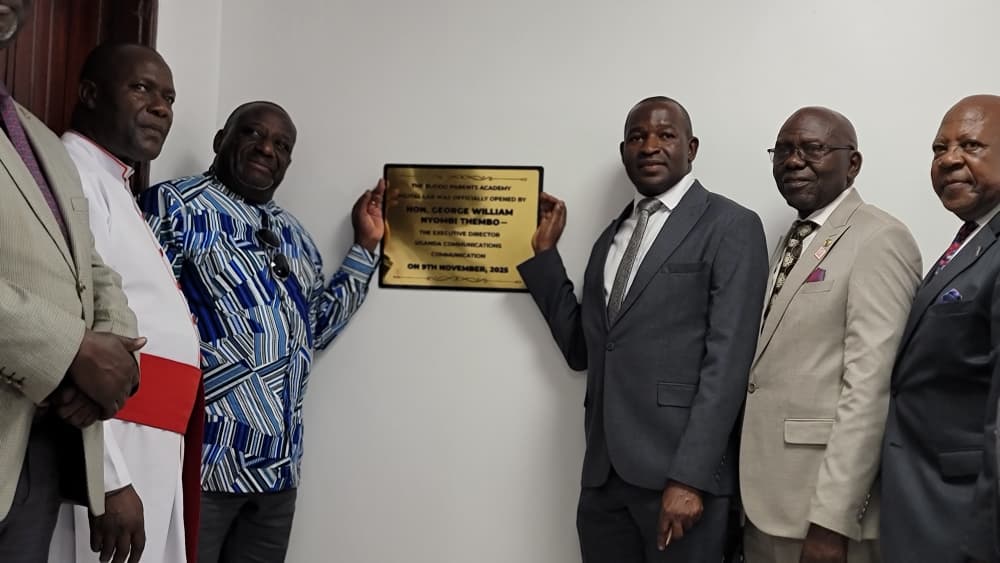 THE BUDDO PARENTS ACADEMY
LAB WAS OFFICIALLY OPENED BY
HON. GEORGE WILLIAM
NYOMBI THEMBO –
THE EXECUTIVE DIRECTOR
UGANDA COMMUNICATIONS
COMMUNICATION
ON 9TH NOVEMBER, 2025